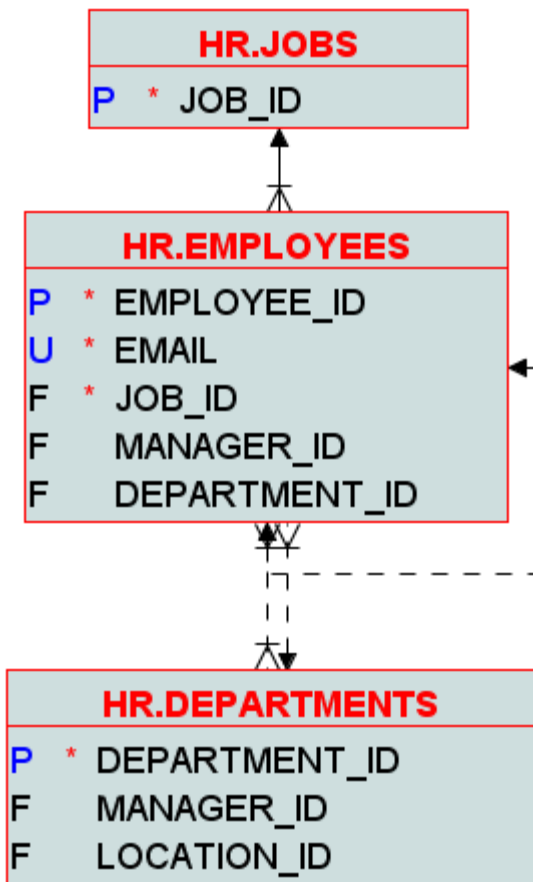 HR.JOBS
P * JOB_ID
HR.EMPLOYEES
P * EMPLOYEE_ID
U * EMAIL
F * JOB_ID
F MANAGER_ID
F DEPARTMENT_ID
HR.DEPARTMENTS
P * DEPARTMENT_ID
F MANAGER_ID
F LOCATION_ID